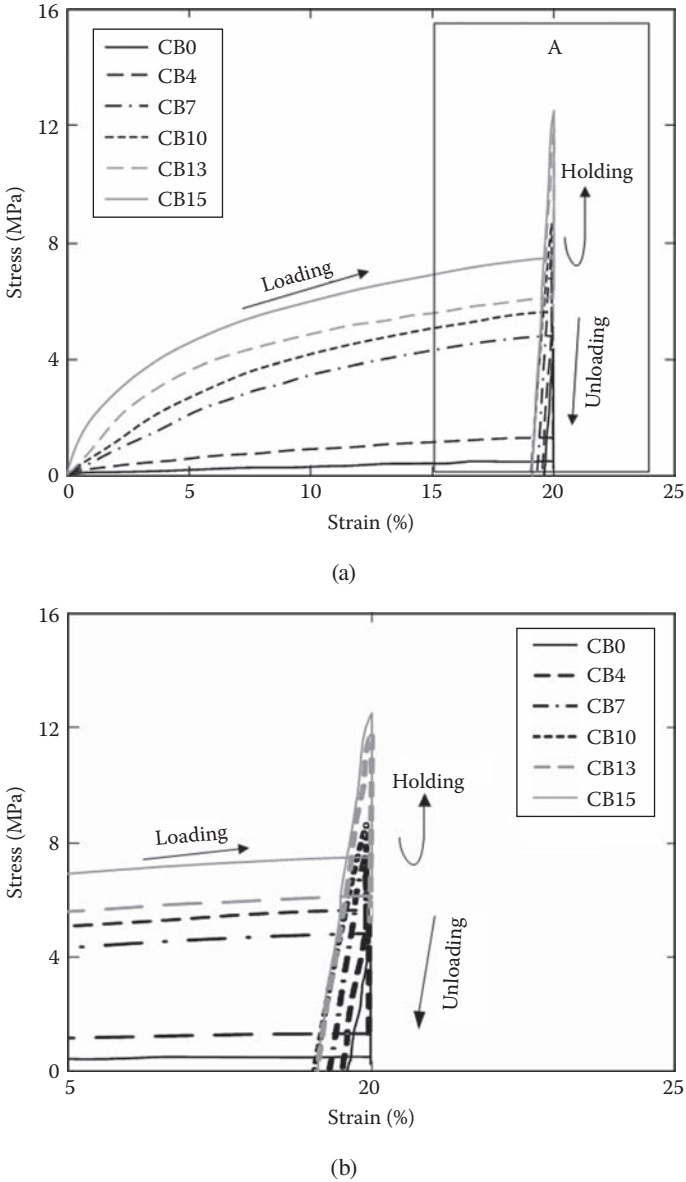 (a)
16
A
CB0
CB4
CB7
12
CB10
CB13
CB15
Holding
Stress (MPa)
8
Loading
Unloading
4
0
0
5
10
15
20
25
Strain (%)
(a)
16
CB0
CB4
CB7
12
CB10
CB13
Holding
CB15
Stress (MPa)
Loading
8
Unloading
4
0
5
20
25
Strain (%)
(b)